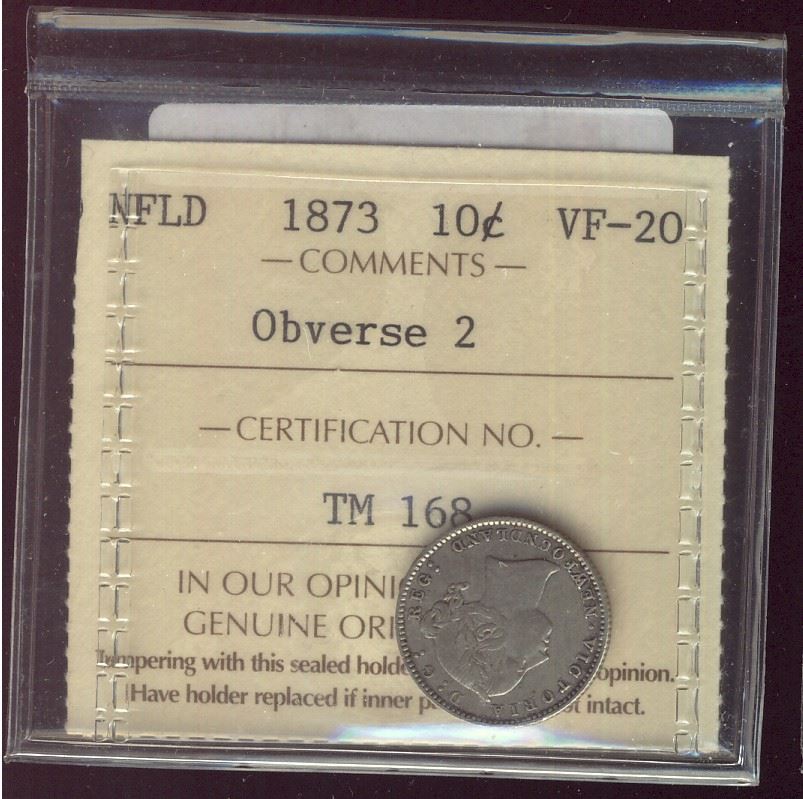 NFLD 1873 10¢ VF-20
— COMMENTS —
Obverse 2
— CERTIFICATION NO. —
TM 168
IN OUR OPINI
GENUINE ORI
Tampering with this sealed holde opinion.
Have holder replaced if inner p t intact.
VICTORIA D: G: REG: NEWFOUNDLAND